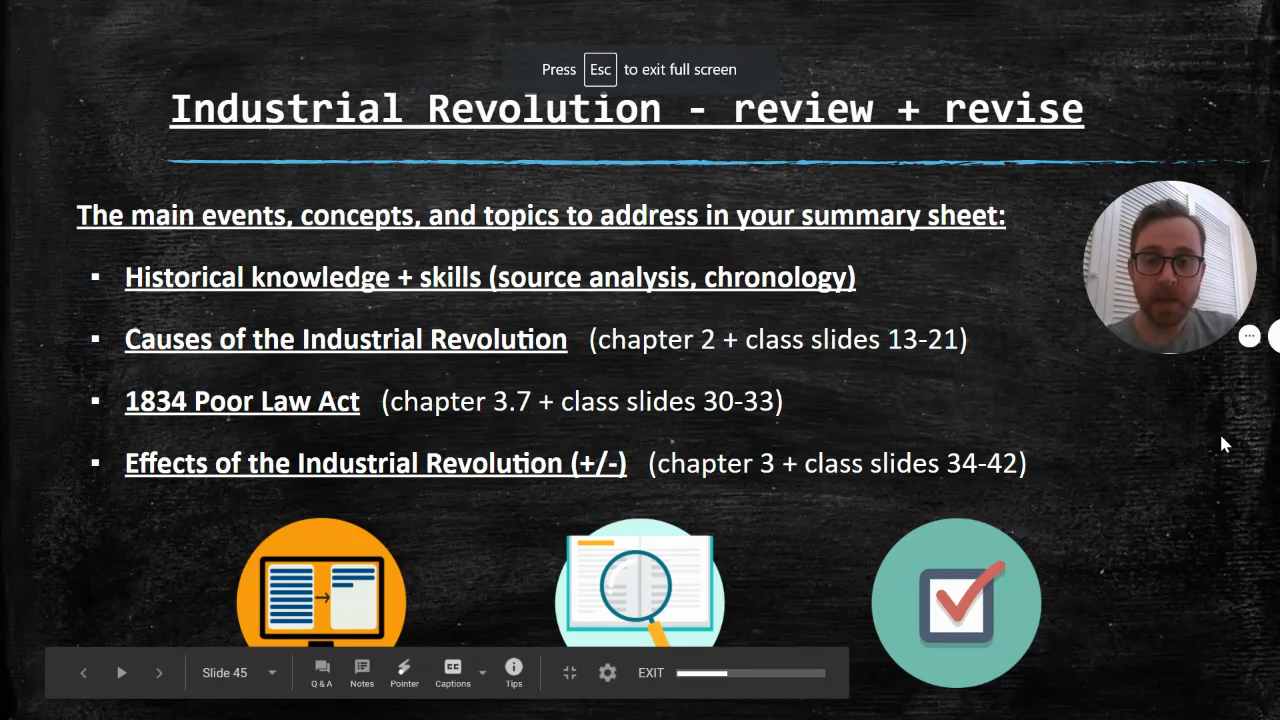 Press Esc to exit full screen
Industrial Revolution - review + revise
The main events, concepts, and topics to address in your summary sheet:
▪ Historical knowledge + skills (source analysis, chronology)
▪ Causes of the Industrial Revolution (chapter 2 + class slides 13-21)
▪ 1834 Poor Law Act (chapter 3.7 + class slides 30-33)
▪ Effects of the Industrial Revolution (+/-) (chapter 3 + class slides 34-42)
Slide 45
Q & A
Notes
Pointer
CC
Captions
Tips
EXIT